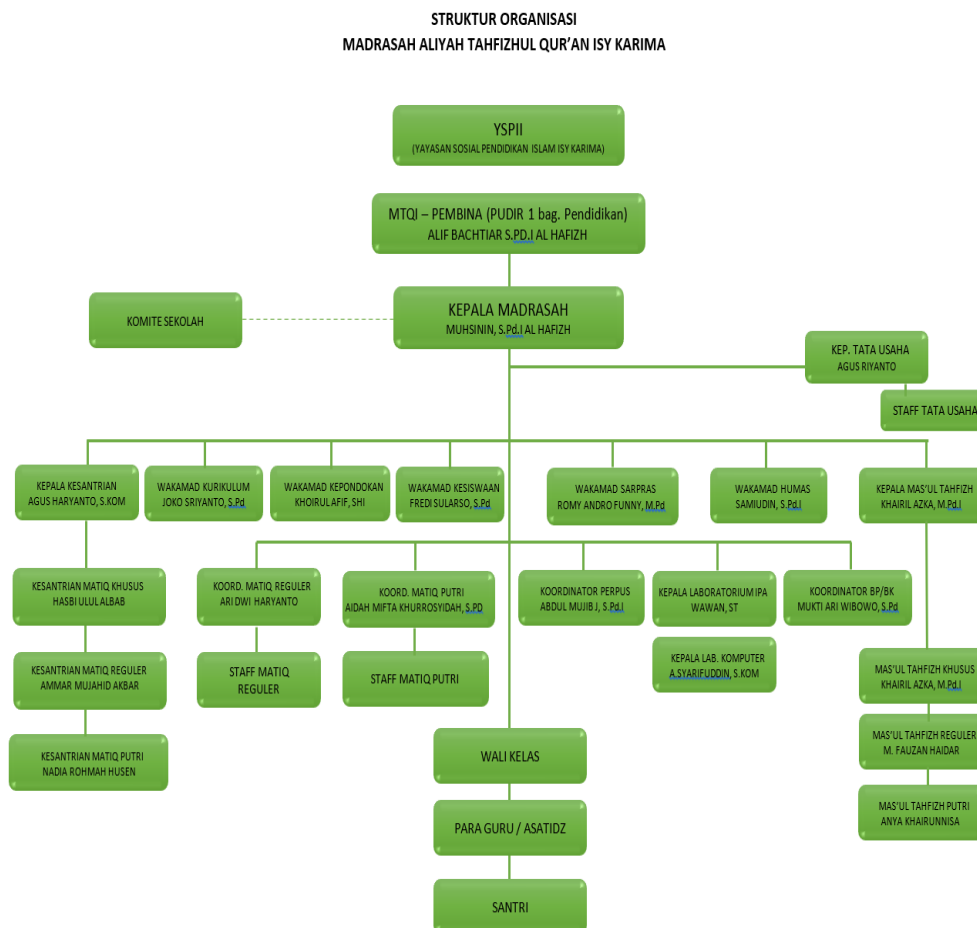 STRUKTUR ORGANISASI
MADRASAH ALIYAH TAHFIZHUL QUR'AN ISY KARIMA
YSPII
(YAYASAN SOSIAL PENDIDIKAN ISLAM ISY KARIMA)
MTQI – PEMBINA (PUDIR 1 bag. Pendidikan)
ALIF BACHTIAR S.PD.I AL HAFIZH
KOMITE SEKOLAH
KEPALA MADRASAH
MUHSININ, S.Pd.I AL HAFIZH
KEP. TATA USAHA
AGUS RIYANTO
STAFF TATA USAHA
KEPALA KESANTRIAN
AGUS HARYANTO, S.KOM
WAKAMAD KURIKULUM
JOKO SRIYANTO, S.Pd
WAKAMAD KEPONDOKAN
KHOIRUL AFIF, SHI
WAKAMAD KESISWAAN
FREDI SULARSO, S.Pd
WAKAMAD SARPRAS
ROMY ANDRO FUNNY, M.Pd
WAKAMAD HUMAS
SAMIUDIN, S.Pd.I
KEPALA MAS'UL TAHFIZH
KHAIRIL AZKA, M.Pd.I
KESANTRIAN MATIQ KHUSUS
HASBI ULUL ALBAB
KOORD. MATIQ REGULER
ARI DWI HARYANTO
KOORD. MATIQ PUTRI
AIDAH MIFTA KHURROSYIDAH, S.PD
KOORDINATOR PERPUS
ABDUL MUJIB J, S.Pd.I
KEPALA LABORATORIUM IPA
WAWAN, ST
KOORDINATOR BP/BK
MUKTI ARI WIBOWO, S.Pd
KESANTRIAN MATIQ REGULER
AMMAR MUJAHID AKBAR
STAFF MATIQ
REGULER
STAFF MATIQ PUTRI
KEPALA LAB. KOMPUTER
A.SYARIFUDDIN, S.KOM
MAS'UL TAHFIZH KHUSUS
KHAIRIL AZKA, M.Pd.I
KESANTRIAN MATIQ PUTRI
NADIA ROHMAH HUSEN
WALI KELAS
MAS'UL TAHFIZH REGULER
M. FAUZAN HAIDAR
PARA GURU / ASATIDZ
MAS'UL TAHFIZH PUTRI
ANYA KHAIRUNNISA
SANTRI